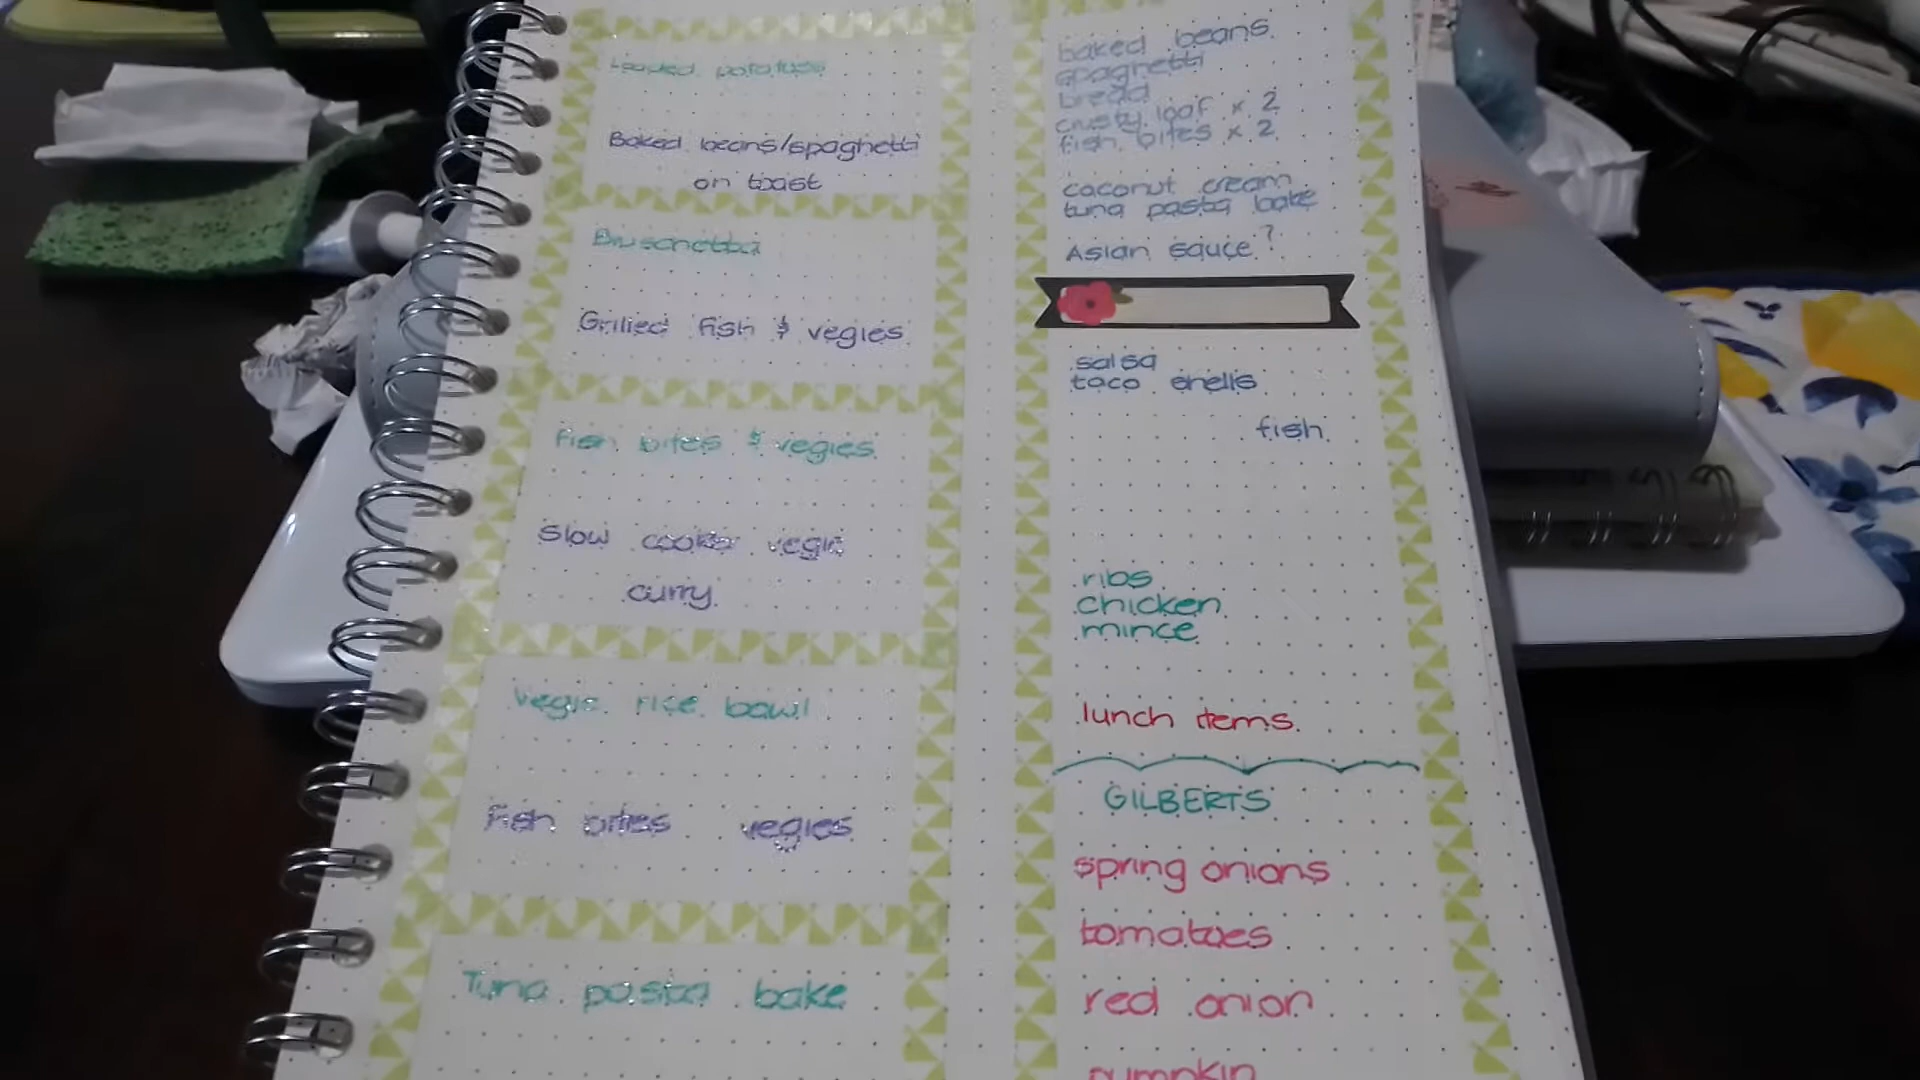 Loaded potatoes
Baked beans/spaghetti
on toast
Bruschetta
Grilled fish & vegies
Fish bites & vegies
Slow cooker vegie
curry
Vegie rice bowl
Fish bites vegies
Tuna pasta bake
baked beans
spaghetti
bread
crusty loaf x 2
fish bites x 2
coconut cream
tuna pasta bake
Asian sauce?
salsa
taco shells
fish
ribs
chicken
mince
lunch items
GILBERTS
spring onions
tomatoes
red onion
pumpkin